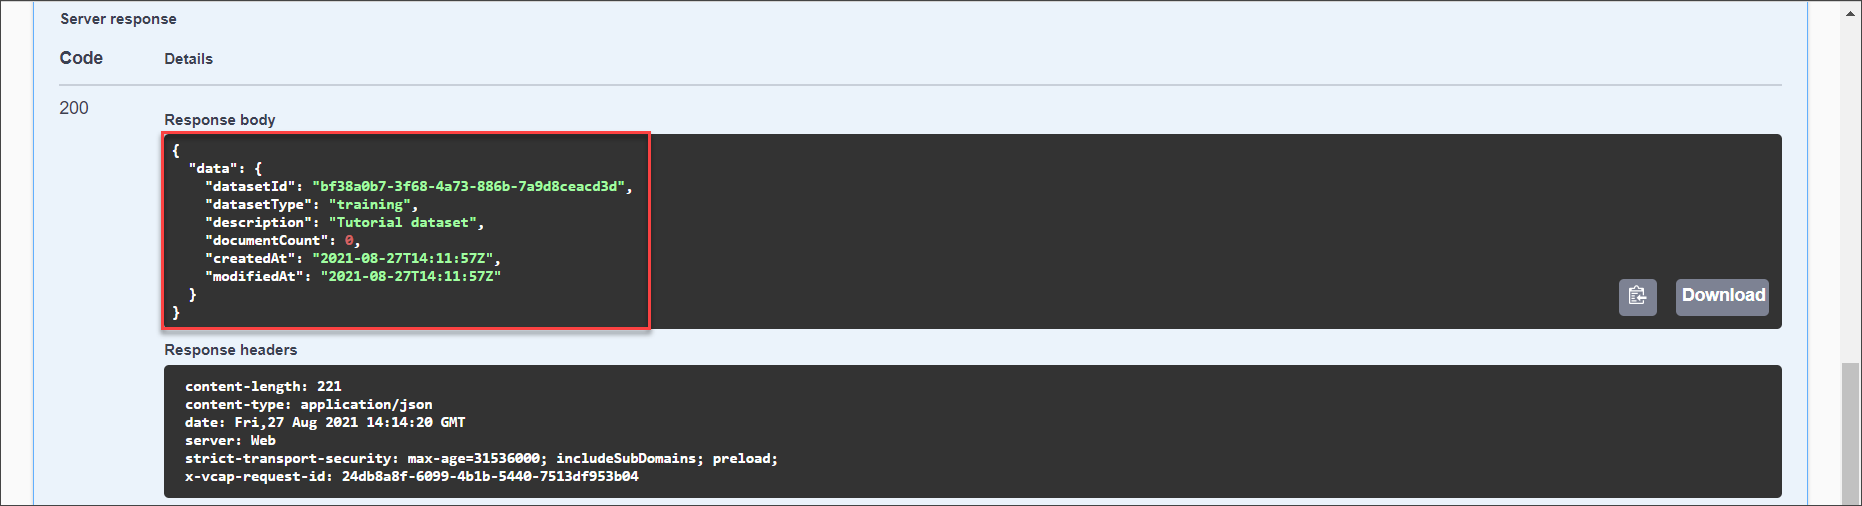 Server response
Code Details
200
Response body
{
  "data": {
    "datasetId": "bf38a0b7-3f68-4a73-886b-7a9d8ceacd3d",
    "datasetType": "training",
    "description": "Tutorial dataset",
    "documentCount": 0,
    "createdAt": "2021-08-27T14:11:57Z",
    "modifiedAt": "2021-08-27T14:11:57Z"
  }
}
Download
Response headers
content-length: 221
content-type: application/json
date: Fri,27 Aug 2021 14:14:20 GMT
server: Web
strict-transport-security: max-age=31536000; includeSubDomains; preload;
x-vcap-request-id: 24db8a8f-6099-4b1b-5440-7513df953b04